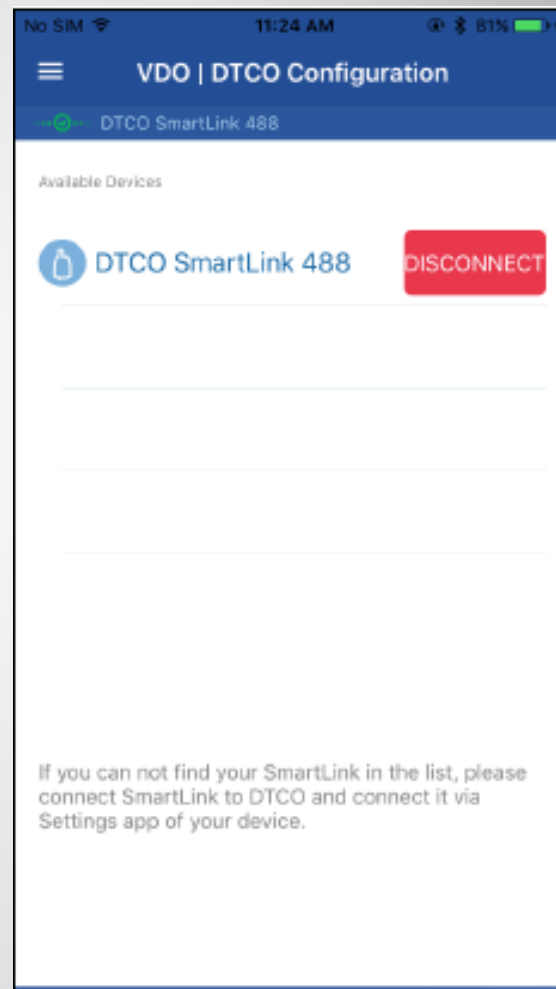 No SIM 11:24 AM 81%
VDO | DTCO Configuration
DTCO SmartLink 488
Available Devices
DTCO SmartLink 488 DISCONNECT
If you can not find your SmartLink in the list, please
connect SmartLink to DTCO and connect it via
Settings app of your device.